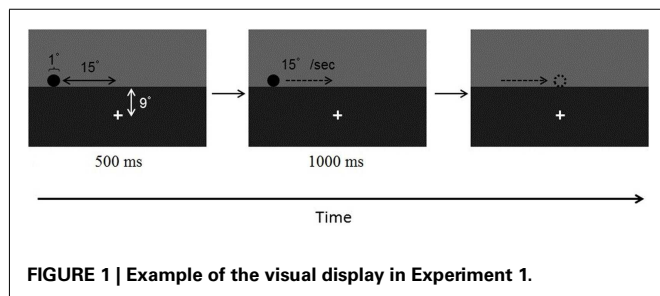 1°
15°
9°
15° /sec
500 ms
1000 ms
Time
FIGURE 1 | Example of the visual display in Experiment 1.